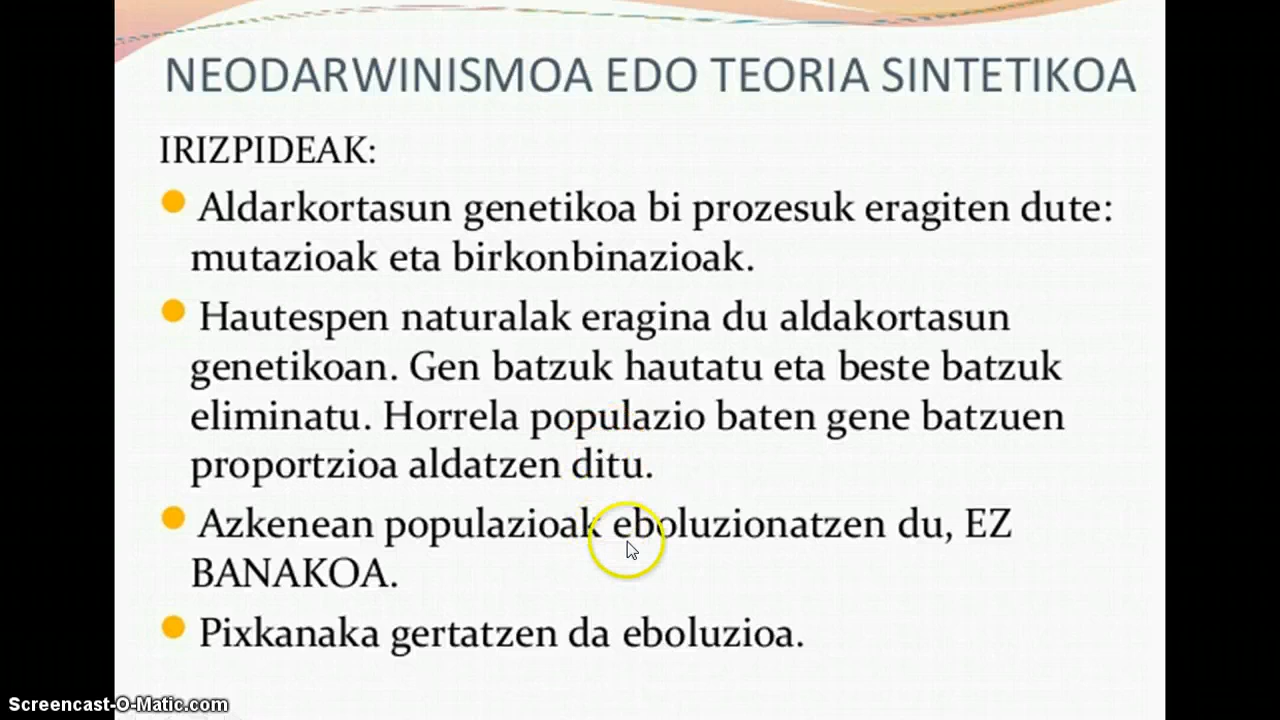 NEODARWINISMOA EDO TEORIA SINTETIKOA
IRIZPIDEAK:
Aldarkortasun genetikoa bi prozesuk eragiten dute:
mutazioak eta birkonbinazioak.
Hautespen naturalak eragina du aldakortasun
genetikoan. Gen batzuk hautatu eta beste batzuk
eliminatu. Horrela populazio baten gene batzuen
proportzioa aldatzen ditu.
Azkenean populazioak eboluzionatzen du, EZ
BANAKOA.
Pixkanaka gertatzen da eboluzioa.
Screencast-O-Matic.com